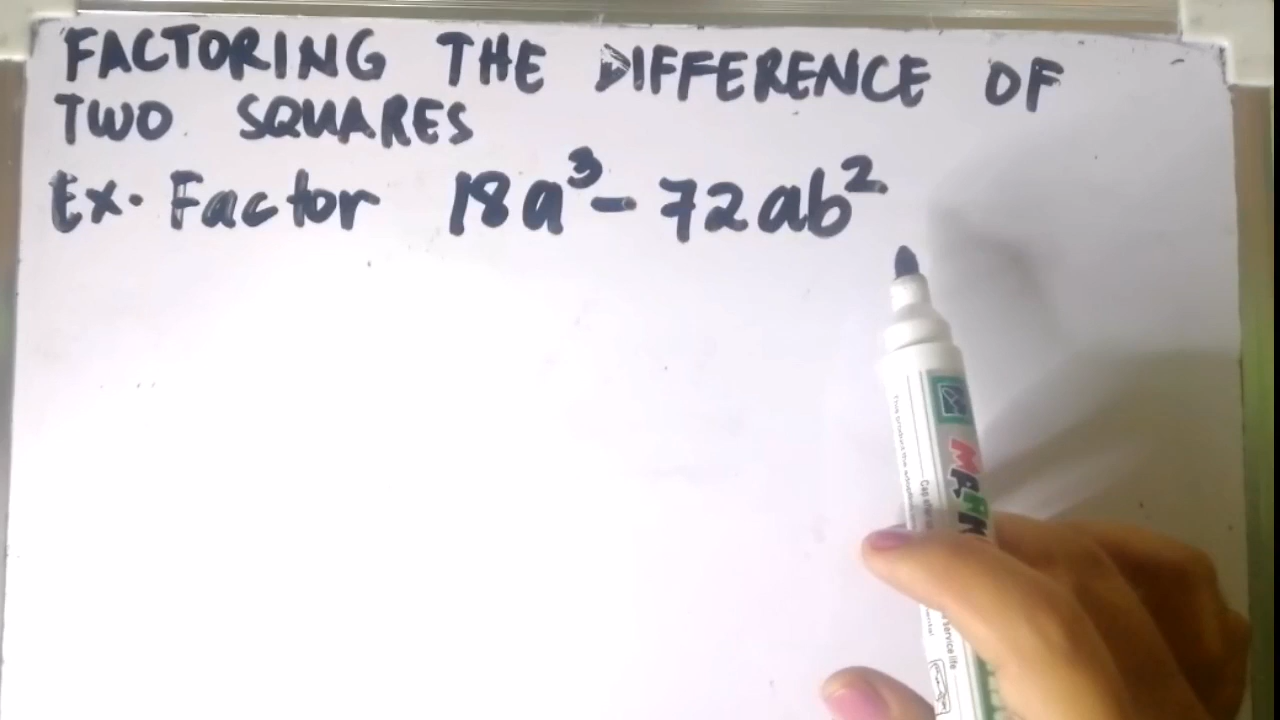 FACTORING THE DIFFERENCE OF
TWO SQUARES
Ex. Factor 18a³ - 72ab²